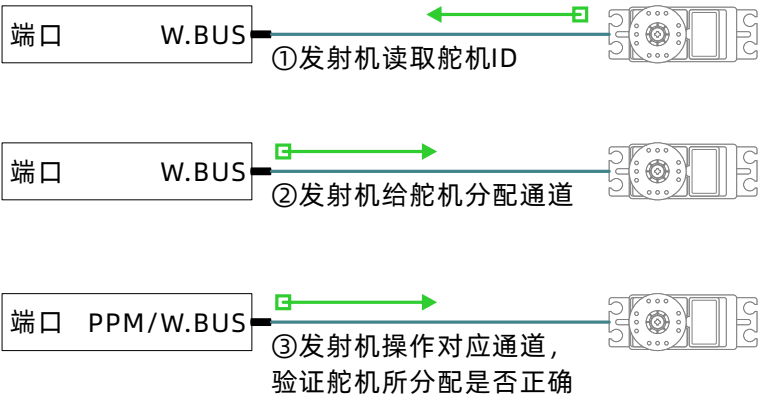 端口 W.BUS
①发射机读取舵机ID
端口 W.BUS
②发射机给舵机分配通道
端口 PPM/W.BUS
③发射机操作对应通道，
验证舵机所分配是否正确